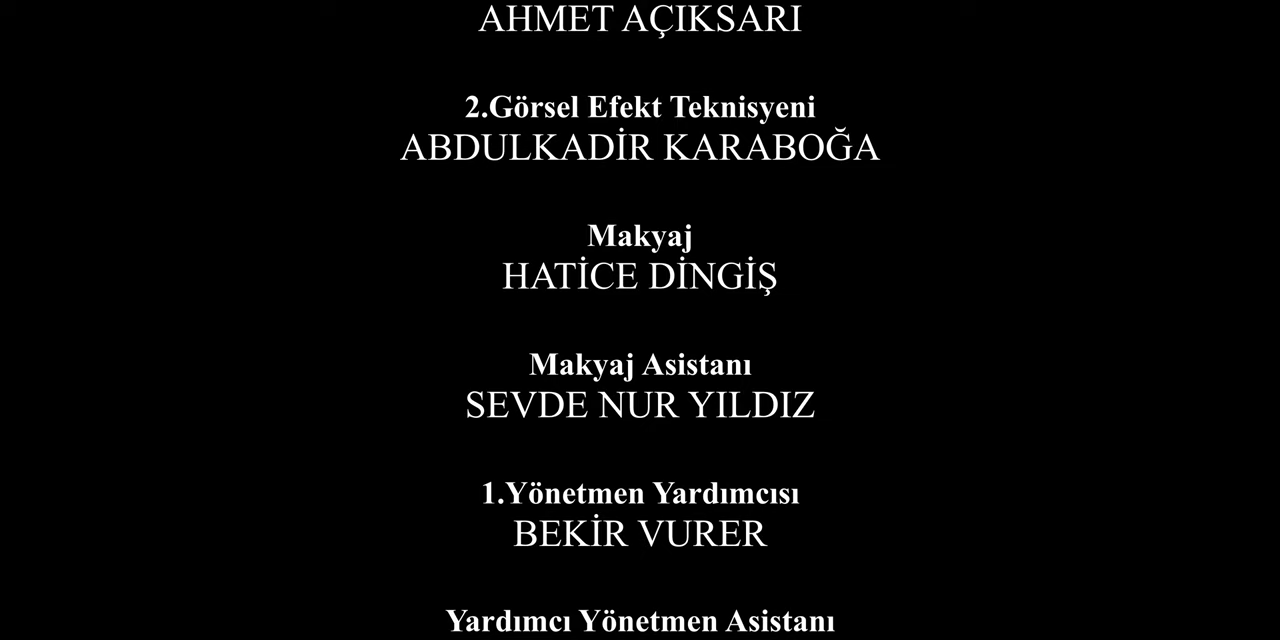 AHMET AÇIKSARI
2.Görsel Efekt Teknisyeni
ABDULKADİR KARABOĞA
Makyaj
HATİCE DİNGİŞ
Makyaj Asistanı
SEVDE NUR YILDIZ
1.Yönetmen Yardımcısı
BEKİR VURER
Yardımcı Yönetmen Asistanı